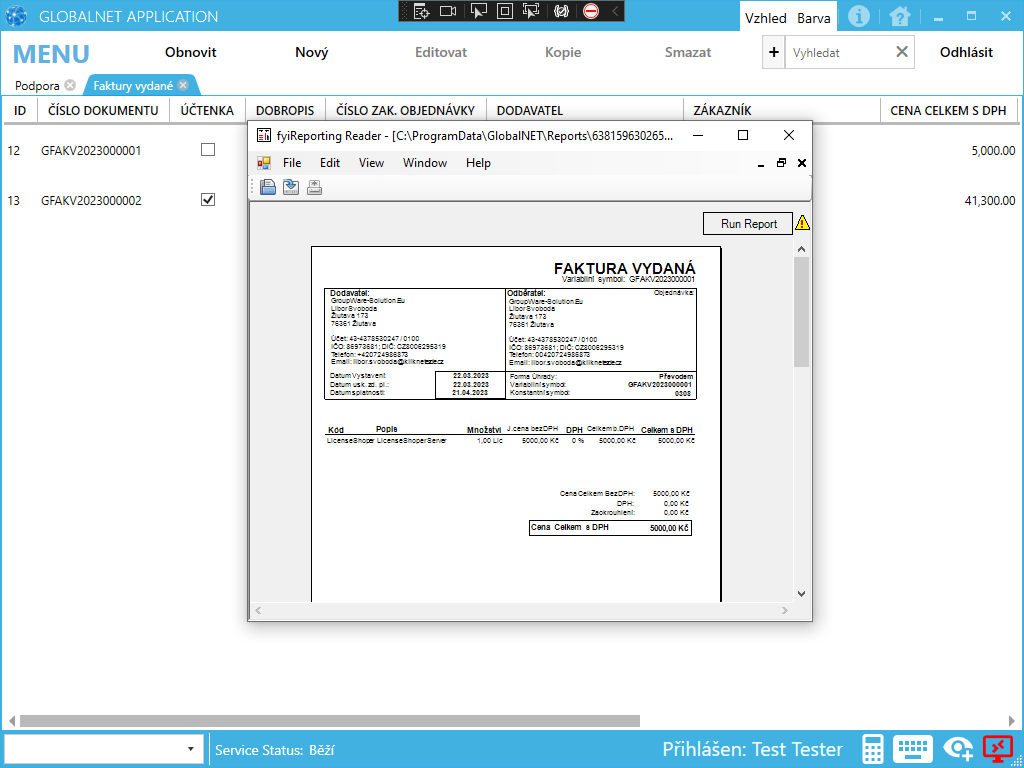 GLOBALNET APPLICATION
Vzhled Barva
MENU
Obnovit Nový Editovat Kopie Smazat + Vyhledat Odhlásit
Podpora Faktury vydané
ID ČÍSLO DOKUMENTU ÚČTENKA DOBROPIS ČÍSLO ZAK. OBJEDNÁVKY DODAVATEL ZÁKAZNÍK CENA CELKEM S DPH
12 GFAKV2023000001 5,000.00
13 GFAKV2023000002 41,300.00
fyiReporting Reader - [C:\ProgramData\GlobalNET\Reports\638159630265...
File Edit View Window Help
Run Report
FAKTURA VYDANÁ
Variabilní symbol: GFAKV2023000001
Dodavatel: Odběratel: Objednávka:
GroupWare-Solution.Eu GroupWare-Solution.Eu
Libor Svoboda Libor Svoboda
Žlutava 173 Žlutava 173
76361 Žlutava 76361 Žlutava
Účet: 43-4378530247 / 0100 Účet: 43-4378530247 / 0100
IČO: 86973681; DIČ: CZ8006295319 IČO: 86973681; DIČ: CZ8006295319
Telefon: +420724986873 Telefon: 00420724986873
Email: libor.svoboda@kliknetezde.cz Email: libor.svoboda@kliknetezde.cz
Datum Vystavení: 22.03.2023 Forma Úhrady: Převodem
Datum usk. zd. pl.: 22.03.2023 Variabilní symbol: GFAKV2023000001
Datum splatnosti: 21.04.2023 Konstantní symbol: 0308
Kód Popis Množství J.cena bez DPH DPH Celkem b.DPH Celkem s DPH
LicenseShoper LicenseShoperServer 1,00 Lic 5000,00 Kč 0 % 5000,00 Kč 5000,00 Kč
Cena Celkem Bez DPH: 5000,00 Kč
DPH: 0,00 Kč
Zaokrouhlení: 0,00 Kč
Cena Celkem s DPH 5000,00 Kč
Service Status: Běží Přihlášen: Test Tester